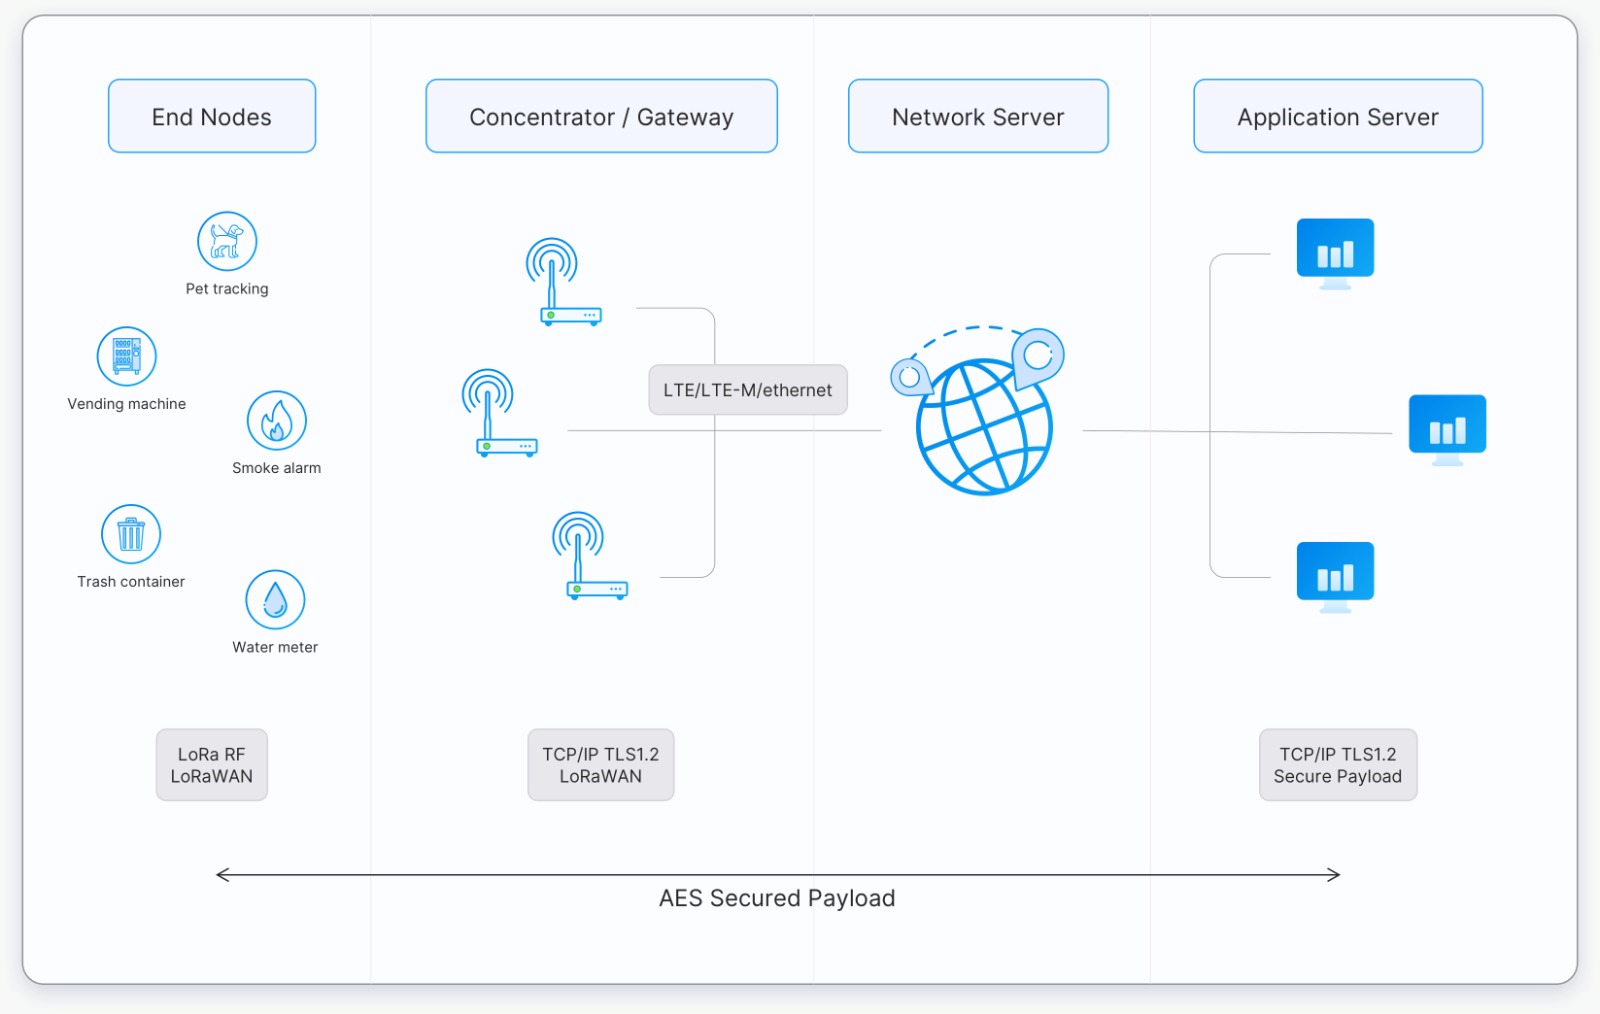 End Nodes
Concentrator / Gateway
Network Server
Application Server
Pet tracking
Vending machine
Smoke alarm
Trash container
Water meter
LTE/LTE-M/ethernet
LoRa RF
LoRaWAN
TCP/IP TLS1.2
LoRaWAN
TCP/IP TLS1.2
Secure Payload
AES Secured Payload